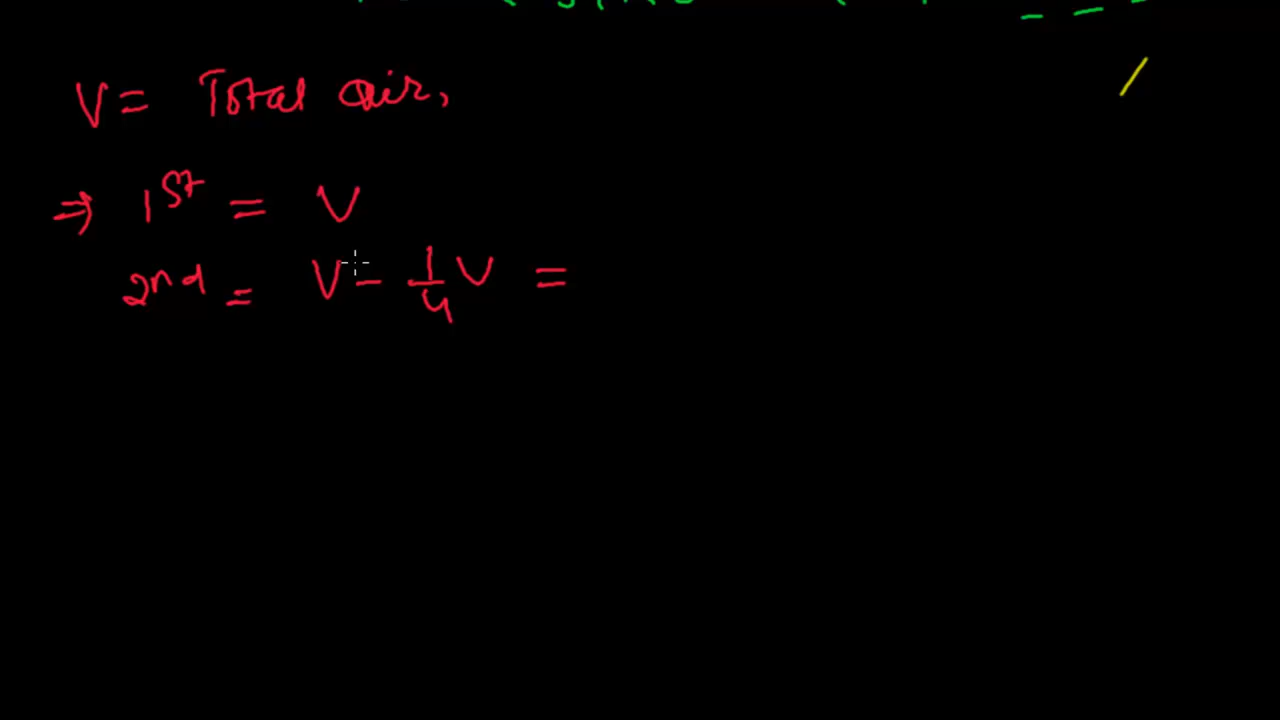 V = Total air,
⇒ 1st = V
2nd = V - 1/4 V =